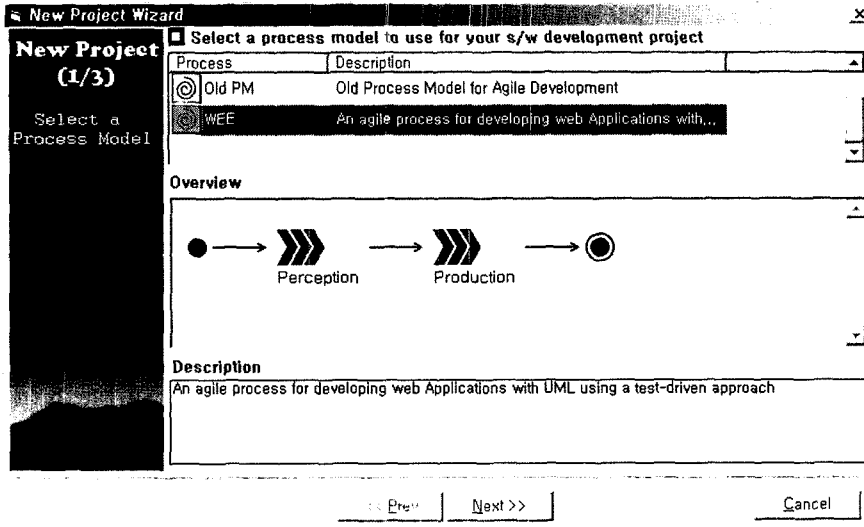 New Project Wizard
New Project
(1/3)
Select a
Process Model
Select a process model to use for your s/w development project
Process Description
Old PM Old Process Model for Agile Development
WEE An agile process for developing web Applications with...
Overview
Perception Production
Description
An agile process for developing web Applications with UML using a test-driven approach
<< Prev Next >> Cancel